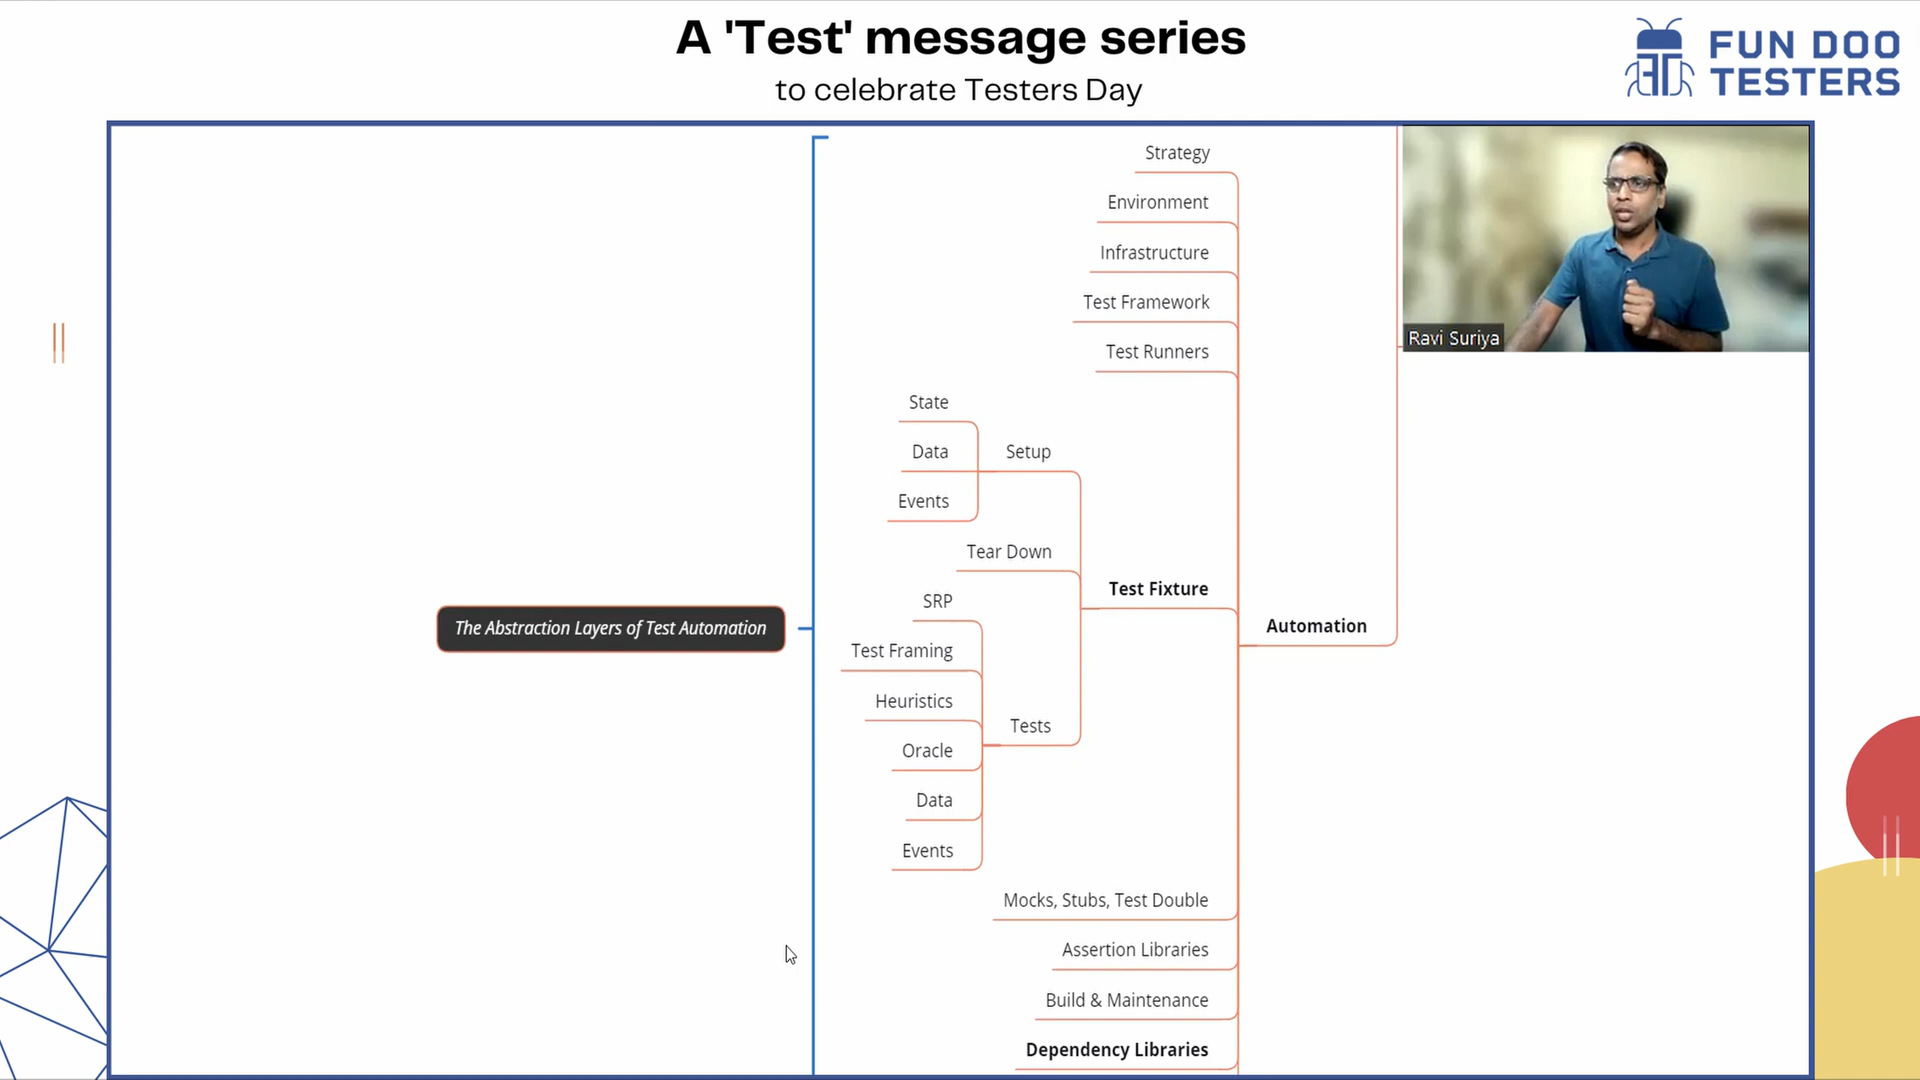 A 'Test' message series
to celebrate Testers Day
FUN DOO
TESTERS
Strategy
Environment
Infrastructure
Test Framework
Test Runners
State
Data
Setup
Events
Tear Down
Test Fixture
SRP
Test Framing
Heuristics
Oracle
Tests
Data
Events
Automation
The Abstraction Layers of Test Automation
Mocks, Stubs, Test Double
Assertion Libraries
Build & Maintenance
Dependency Libraries
Ravi Suriya